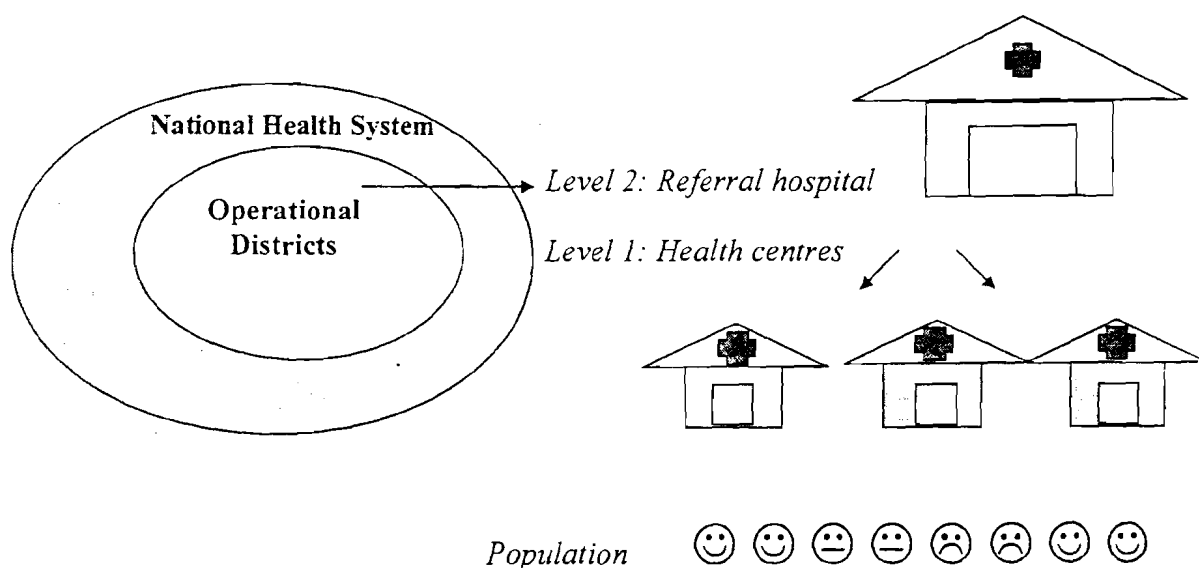 National Health System
Operational
Districts
Level 2: Referral hospital
Level 1: Health centres
Population